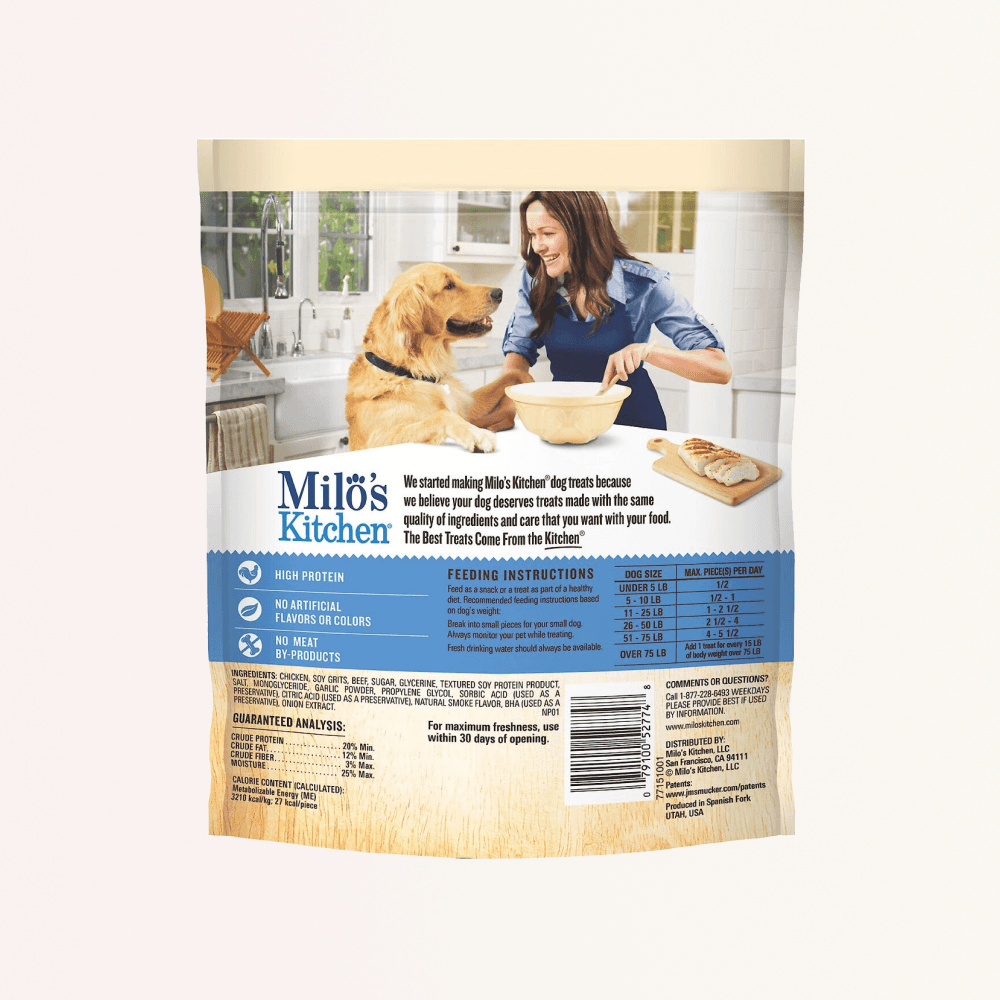 Milo's
Kitchen®
We started making Milo's Kitchen® dog treats because
we believe your dog deserves treats made with the same
quality of ingredients and care that you want with your food.
The Best Treats Come From the Kitchen®
HIGH PROTEIN
NO ARTIFICIAL
FLAVORS OR COLORS
NO MEAT
BY-PRODUCTS
FEEDING INSTRUCTIONS
Feed as a snack or a treat as part of a healthy
diet. Recommended feeding instructions based
on dog's weight:
Break into small pieces for your small dog.
Always monitor your pet while treating.
Fresh drinking water should always be available.
DOG SIZE MAX. PIECE(S) PER DAY
UNDER 5 LB 1/2
5 - 10 LB 1/2 - 1
11 - 25 LB 1 - 2 1/2
26 - 50 LB 2 1/2 - 4
51 - 75 LB 4 - 5 1/2
OVER 75 LB Add 1 treat for every 15 LB
of body weight over 75 LB
INGREDIENTS: CHICKEN, SOY GRITS, BEEF, SUGAR, GLYCERINE, TEXTURED SOY PROTEIN PRODUCT,
SALT, MONOGLYCERIDE, GARLIC POWDER, PROPYLENE GLYCOL, SORBIC ACID (USED AS A
PRESERVATIVE), CITRIC ACID (USED AS A PRESERVATIVE), NATURAL SMOKE FLAVOR, BHA (USED AS A
PRESERVATIVE), ONION EXTRACT.
NP01
GUARANTEED ANALYSIS:
CRUDE PROTEIN ................ 20% Min.
CRUDE FAT...................... 12% Min.
CRUDE FIBER................... 3% Max.
MOISTURE....................... 25% Max.
CALORIE CONTENT (CALCULATED):
Metabolizable Energy (ME)
3210 kcal/kg; 27 kcal/piece
For maximum freshness, use
within 30 days of opening.
0 79100-52774 8
77151001
COMMENTS OR QUESTIONS?
Call 1-877-228-6493 WEEKDAYS
PLEASE PROVIDE BEST IF USED
BY INFORMATION.
www.miloskitchen.com
DISTRIBUTED BY:
Milo's Kitchen, LLC
San Francisco, CA 94111
© Milo's Kitchen, LLC
Patents:
www.jmsmucker.com/patents
Produced in Spanish Fork
UTAH, USA